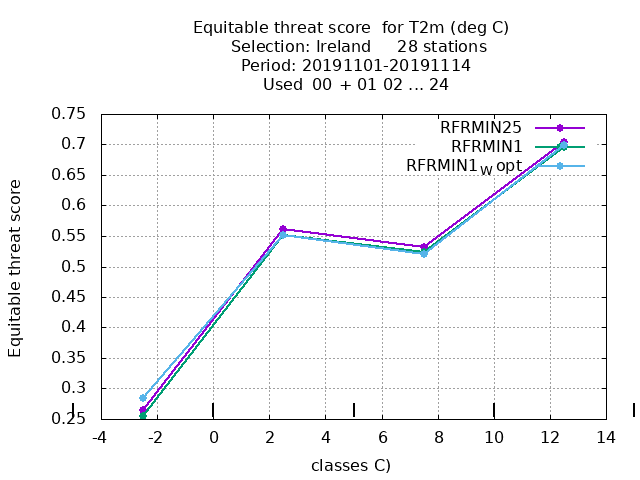 Equitable threat score  for T2m (deg C)
Selection: Ireland     28 stations
Period: 20191101-20191114
Used  00 + 01 02 ... 24
0.75
0.7
0.65
0.6
0.55
0.5
0.45
0.4
0.35
0.3
0.25
Equitable threat score
RFRMIN25
RFRMIN1
RFRMIN1W opt
-4 -2 0 2 4 6 8 10 12 14
classes C)